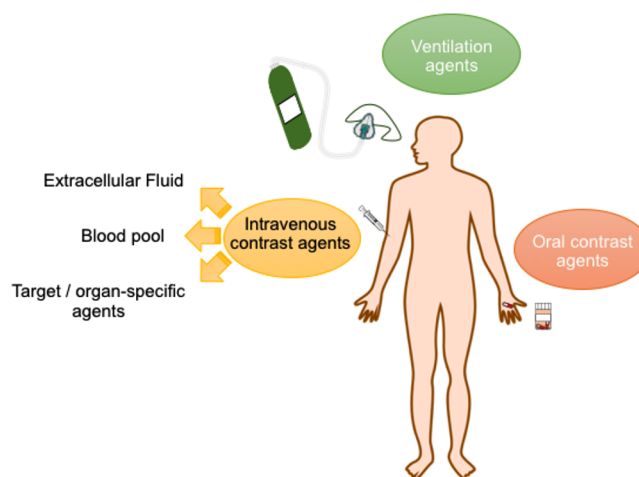 Ventilation
agents
Extracellular Fluid
Blood pool
Target / organ-specific
agents
Intravenous
contrast agents
Oral contrast
agents